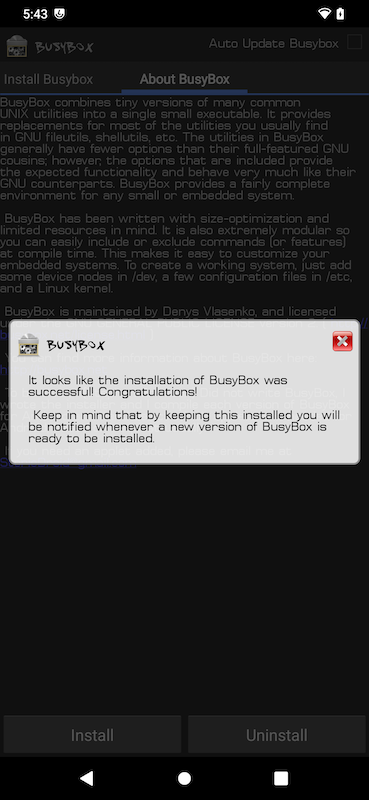 5:43
BUSYBOX
Auto Update Busybox
Install Busybox
About BusyBox
BusyBox combines tiny versions of many common
UNIX utilities into a single small executable. It provides
replacements for most of the utilities you usually find
in GNU fileutils, shellutils, etc. The utilities in BusyBox
generally have fewer options than their full-featured GNU
cousins; however, the options that are included provide
the expected functionality and behave very much like their
GNU counterparts. BusyBox provides a fairly complete
environment for any small or embedded system.
BusyBox has been written with size-optimization and
limited resources in mind. It is also extremely modular so
you can easily include or exclude commands (or features)
at compile time. This makes it easy to customize your
embedded systems. To create a working system, just add
some device nodes in /dev, a few configuration files in /etc,
and a Linux kernel.
BusyBox is maintained by Denys Vlasenko, and licensed
BUSYBOX
It looks like the installation of BusyBox was
successful! Congratulations!
Keep in mind that by keeping this installed you will
be notified whenever a new version of BusyBox is
ready to be installed.
Install
Uninstall